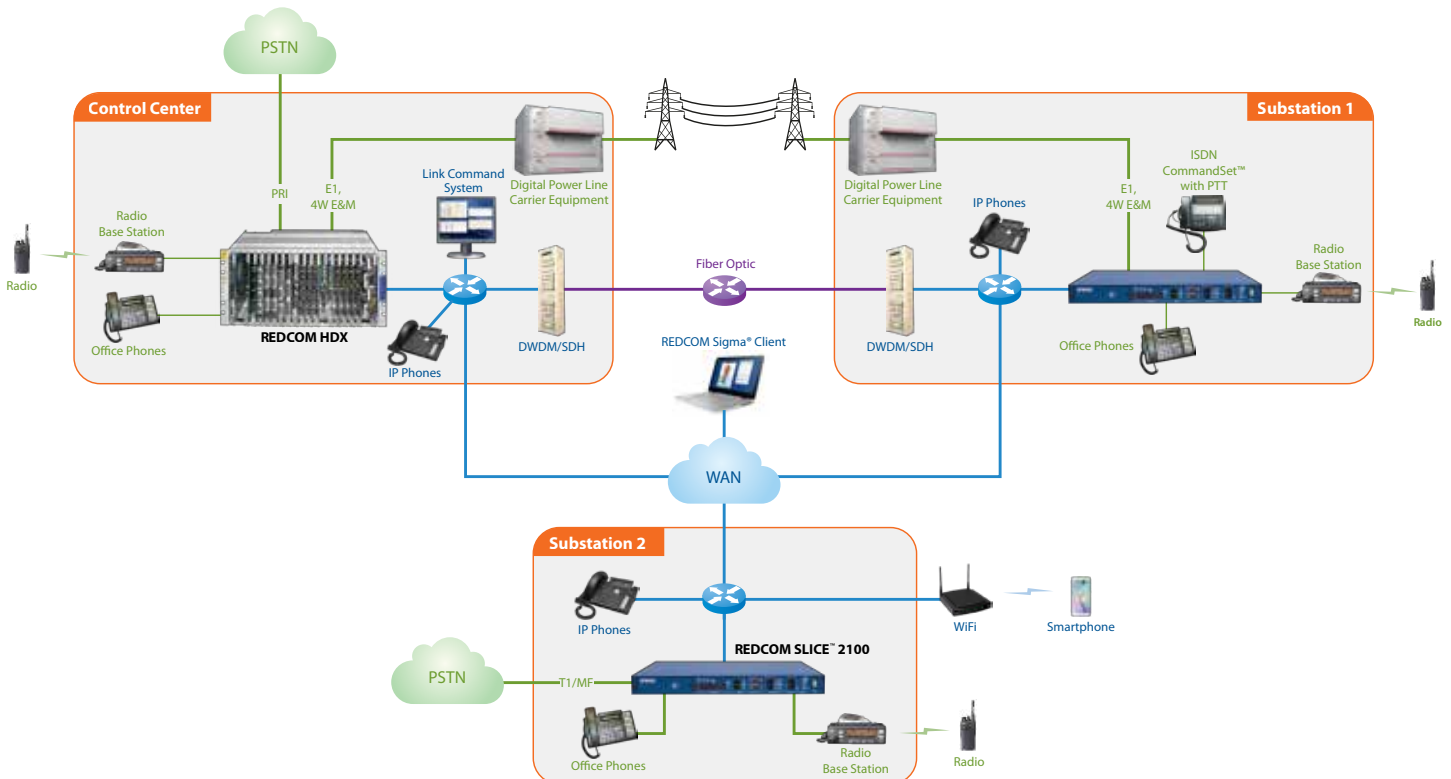 PSTN
Control Center
Substation 1
PRI
E1,
4W E&M
Link Command
System
Digital Power Line
Carrier Equipment
Digital Power Line
Carrier Equipment
E1,
4W E&M
ISDN
CommandSet™
with PTT
IP Phones
Radio
Base Station
Radio
Office Phones
REDCOM HDX
IP Phones
DWDM/SDH
Fiber Optic
DWDM/SDH
Radio
Base Station
Radio
Office Phones
REDCOM Sigma® Client
WAN
Substation 2
IP Phones
WiFi
Smartphone
REDCOM SLICE™ 2100
PSTN
T1/MF
Office Phones
Radio
Base Station
Radio